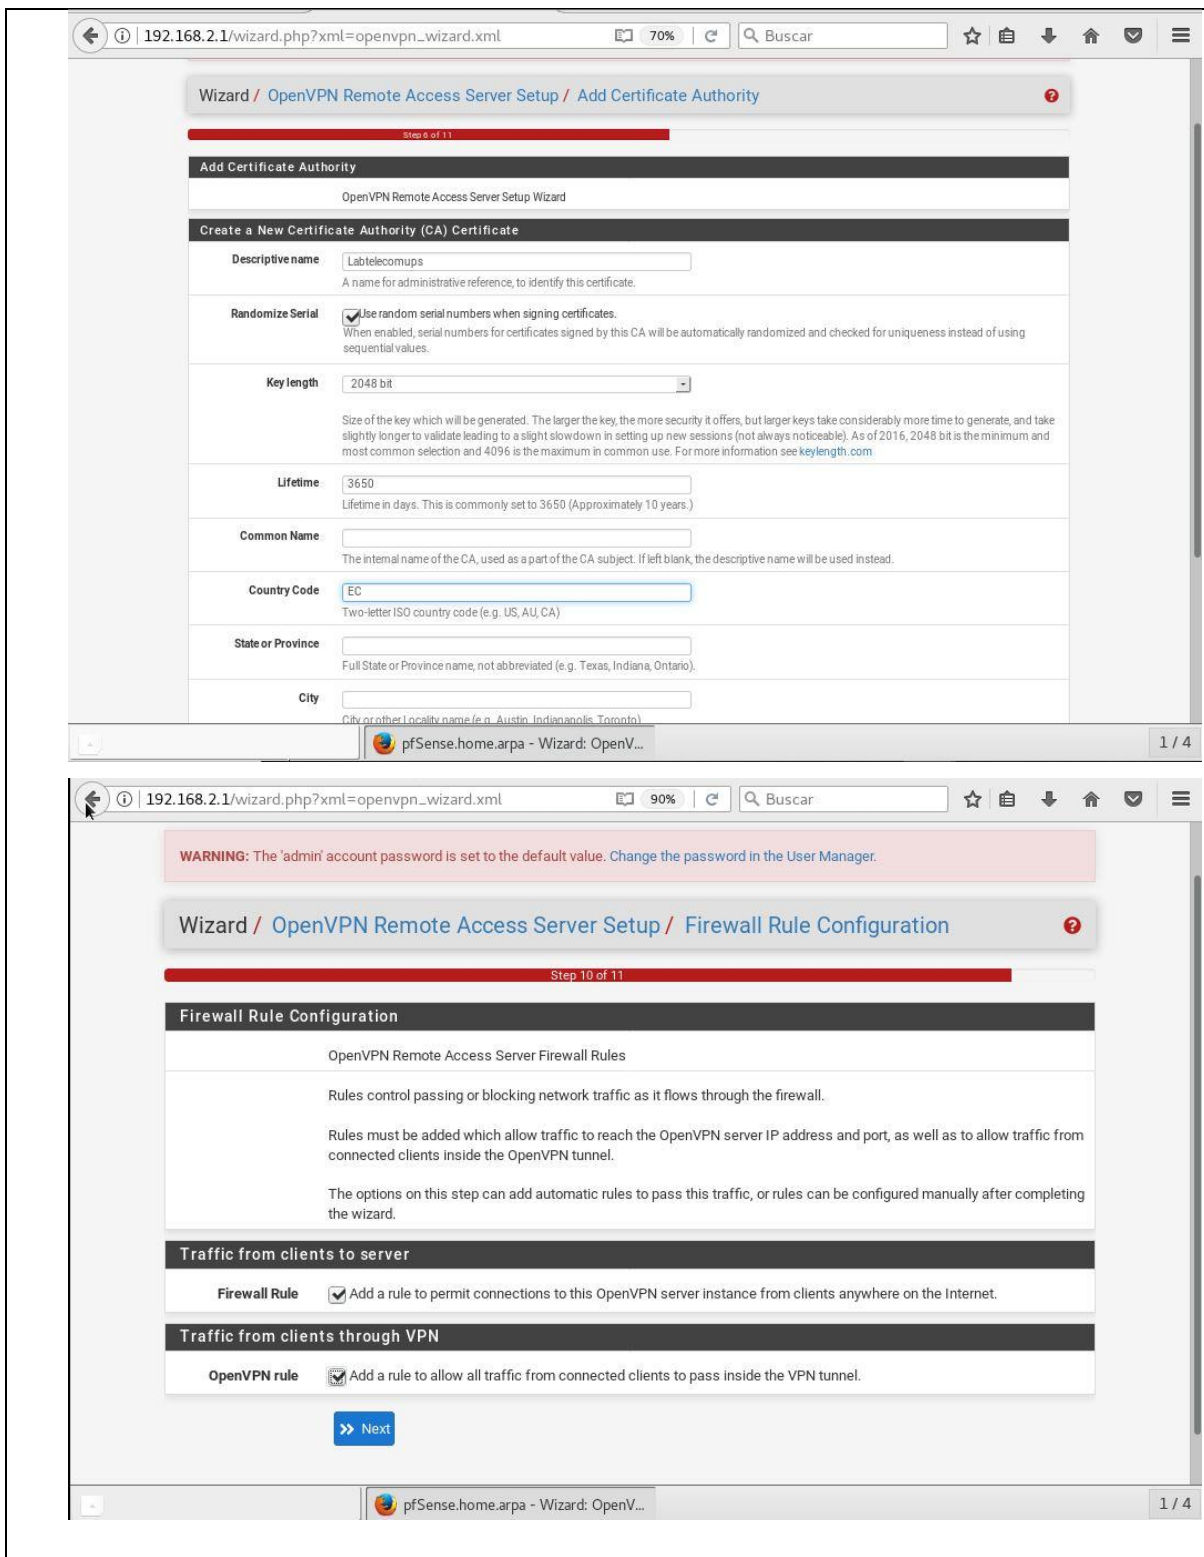 192.168.2.1/wizard.php?xml=openvpn_wizard.xml 70% Buscar
Wizard / OpenVPN Remote Access Server Setup / Add Certificate Authority
Step 6 of 11
Add Certificate Authority
OpenVPN Remote Access Server Setup Wizard
Create a New Certificate Authority (CA) Certificate
Descriptive name Labtelecomups
A name for administrative reference, to identify this certificate.
Randomize Serial Use random serial numbers when signing certificates.
When enabled, serial numbers for certificates signed by this CA will be automatically randomized and checked for uniqueness instead of using
sequential values.
Key length 2048 bit
Size of the key which will be generated. The larger the key, the more security it offers, but larger keys take considerably more time to generate, and take
slightly longer to validate leading to a slight slowdown in setting up new sessions (not always noticeable). As of 2016, 2048 bit is the minimum and
most common selection and 4096 is the maximum in common use. For more information see keylength.com
Lifetime 3650
Lifetime in days. This is commonly set to 3650 (Approximately 10 years.)
Common Name
The internal name of the CA, used as a part of the CA subject. If left blank, the descriptive name will be used instead.
Country Code EC
Two-letter ISO country code (e.g. US, AU, CA)
State or Province
Full State or Province name, not abbreviated (e.g. Texas, Indiana, Ontario).
City
City or other Locality name (e.g. Austin, Indianapolis, Toronto)
pfSense.home.arpa - Wizard: OpenV... 1 / 4
192.168.2.1/wizard.php?xml=openvpn_wizard.xml 90% Buscar
WARNING: The 'admin' account password is set to the default value. Change the password in the User Manager.
Wizard / OpenVPN Remote Access Server Setup / Firewall Rule Configuration
Step 10 of 11
Firewall Rule Configuration
OpenVPN Remote Access Server Firewall Rules
Rules control passing or blocking network traffic as it flows through the firewall.
Rules must be added which allow traffic to reach the OpenVPN server IP address and port, as well as to allow traffic from
connected clients inside the OpenVPN tunnel.
The options on this step can add automatic rules to pass this traffic, or rules can be configured manually after completing
the wizard.
Traffic from clients to server
Firewall Rule Add a rule to permit connections to this OpenVPN server instance from clients anywhere on the Internet.
Traffic from clients through VPN
OpenVPN rule Add a rule to allow all traffic from connected clients to pass inside the VPN tunnel.
Next
pfSense.home.arpa - Wizard: OpenV... 1 / 4